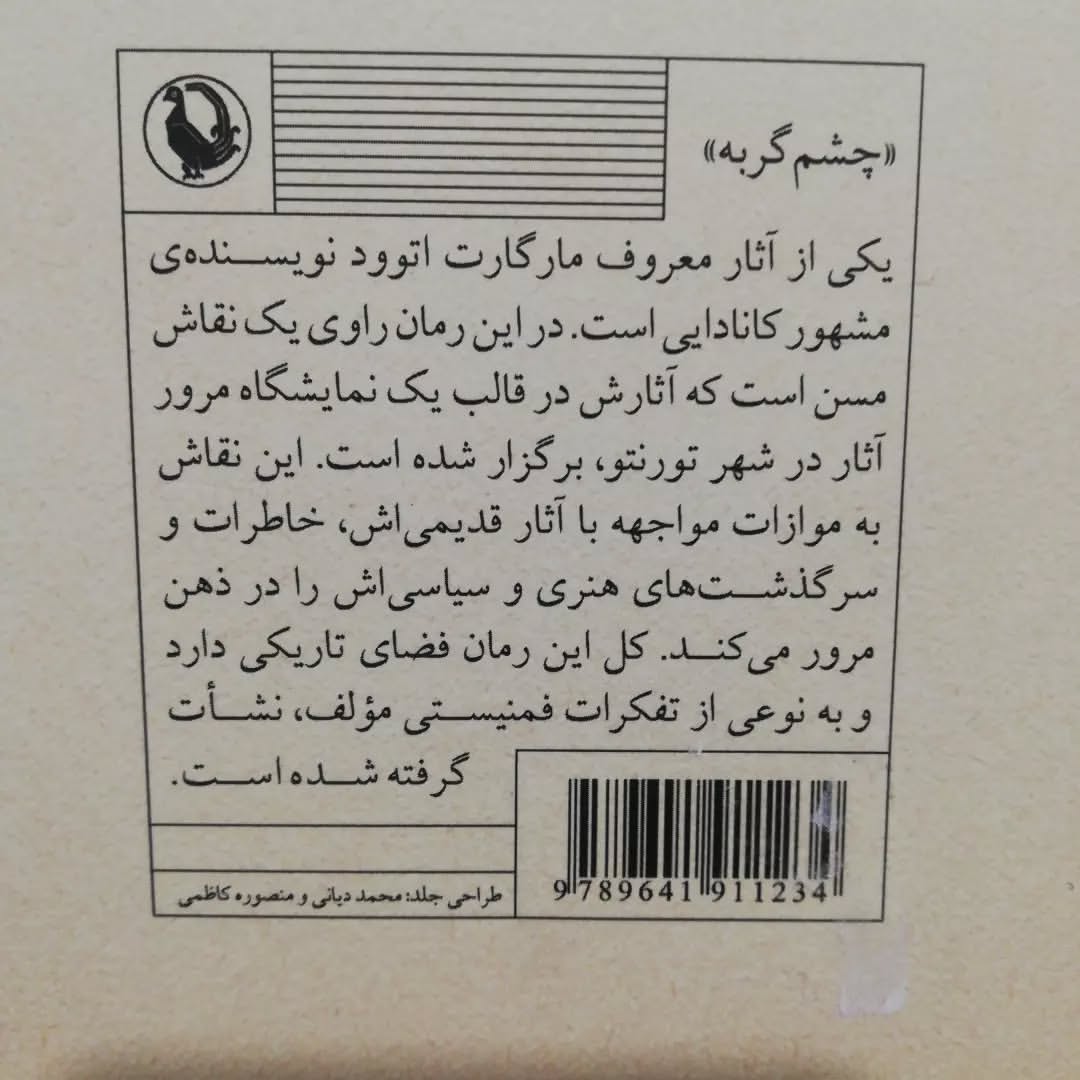 «چشم گربه»
یکی از آثار معروف مارگارت اتوود نویسنده‌ی
مشهور کانادایی است. در این رمان راوی یک نقاش
مسن است که آثارش در قالب یک نمایشگاه مرور
آثار در شهر تورنتو، برگزار شده است. این نقاش
به موازات مواجهه با آثار قدیمی‌اش، خاطرات و
سرگذشت‌های هنری و سیاسی‌اش را در ذهن
مرور می‌کند. کل این رمان فضای تاریکی دارد
و به نوعی از تفکرات فمنیستی مؤلف، نشأت
گرفته شده است.
طراحی جلد: محمد دیانی و منصوره کاظمی
9 789641 911234